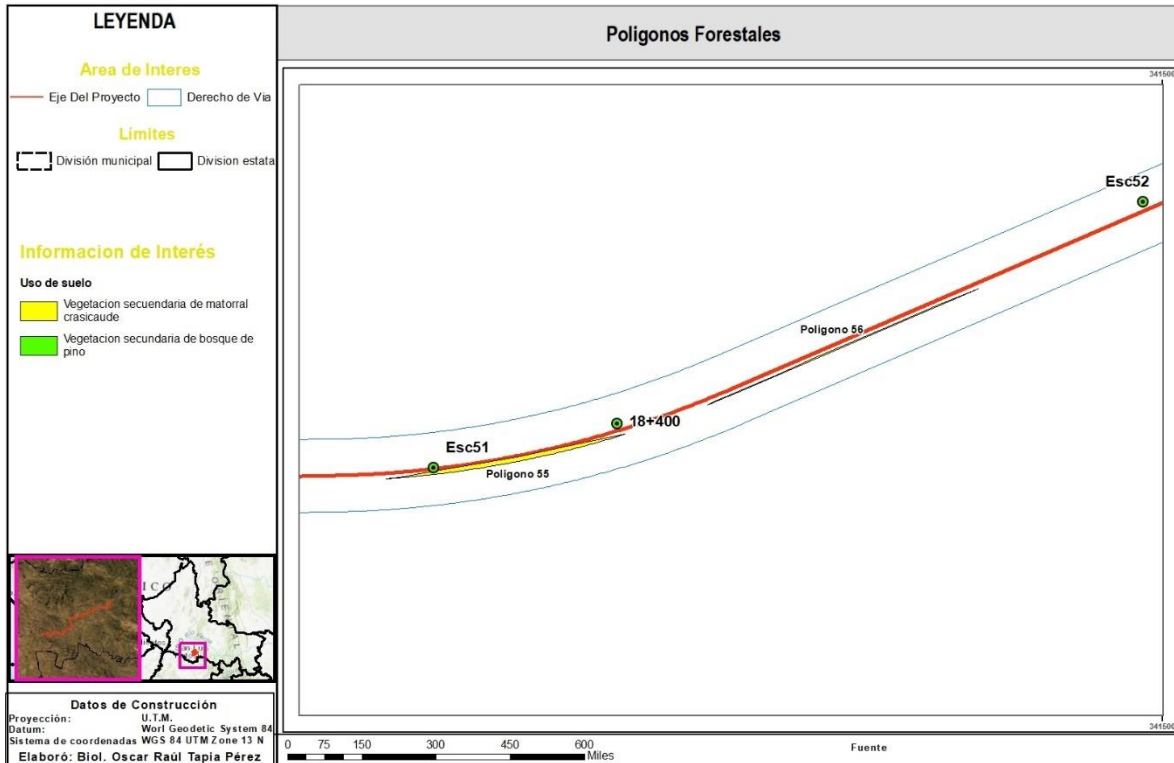 LEYENDA
Area de Interes
Eje Del Proyecto
Derecho de Via
Límites
División municipal
Division estata
Informacion de Interés
Uso de suelo
Vegetacion secuendaria de matorral
crasicaude
Vegetacion secundaria de bosque de
pino
Datos de Construcción
Proyección: U.T.M.
Datum: Worl Geodetic System 84
Sistema de coordenadas WGS 84 UTM Zone 13 N
Elaboró: Biol. Oscar Raúl Tapia Pérez
Poligonos Forestales
341500
Esc52
Poligono 56
18+400
Esc51
Poligono 55
341500
0 75 150 300 450 600
Miles
Fuente